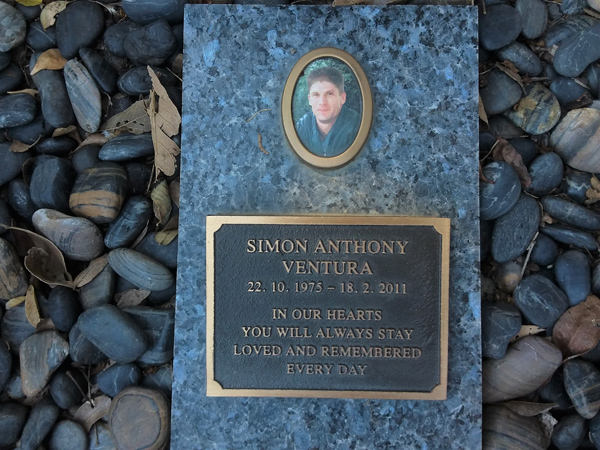 SIMON ANTHONY
VENTURA
22. 10. 1975 – 18. 2. 2011
IN OUR HEARTS
YOU WILL ALWAYS STAY
LOVED AND REMEMBERED
EVERY DAY